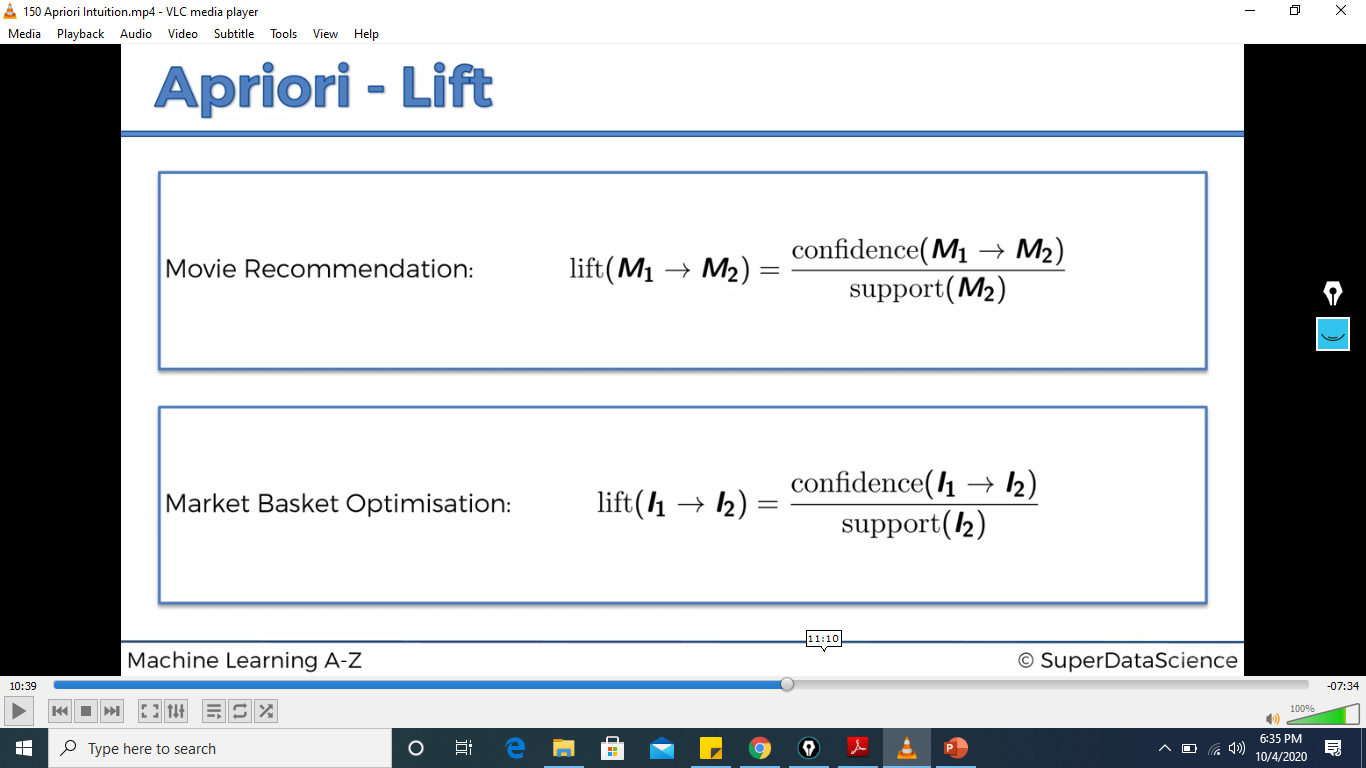 150 Apriori Intuition.mp4 - VLC media player
Media Playback Audio Video Subtitle Tools View Help
Apriori - Lift
Movie Recommendation: lift(M₁ → M₂) = confidence(M₁ → M₂) / support(M₂)
Market Basket Optimisation: lift(I₁ → I₂) = confidence(I₁ → I₂) / support(I₂)
11:10
Machine Learning A-Z © SuperDataScience
10:39 -07:34
100%
Type here to search
6:35 PM
10/4/2020